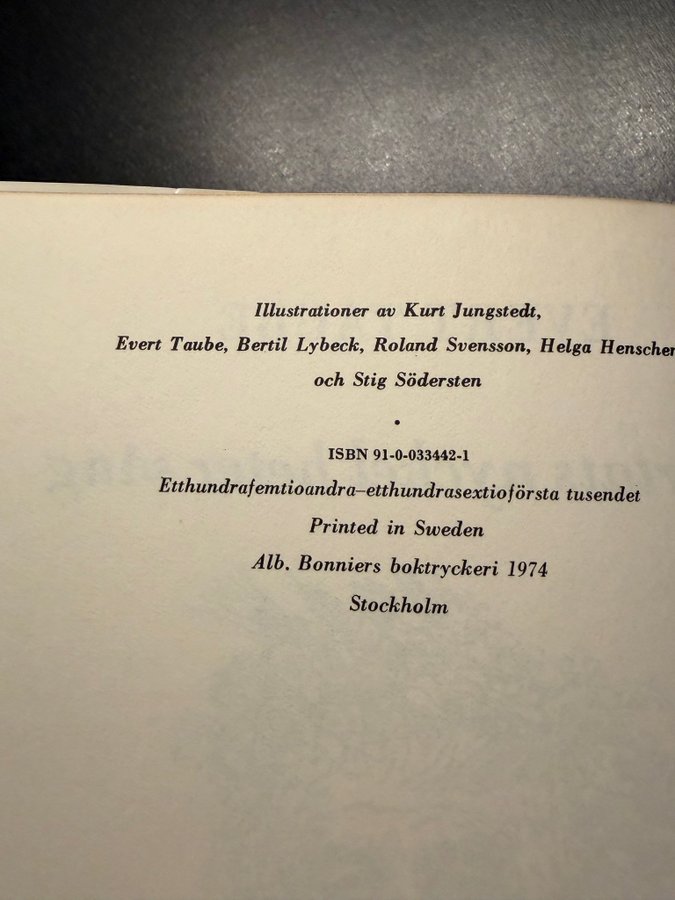 Illustrationer av Kurt Jungstedt,
Evert Taube, Bertil Lybeck, Roland Svensson, Helga Henschen
och Stig Södersten
•
ISBN 91-0-033442-1
Etthundrafemtioandra–etthundrasextioförsta tusendet
Printed in Sweden
Alb. Bonniers boktryckeri 1974
Stockholm